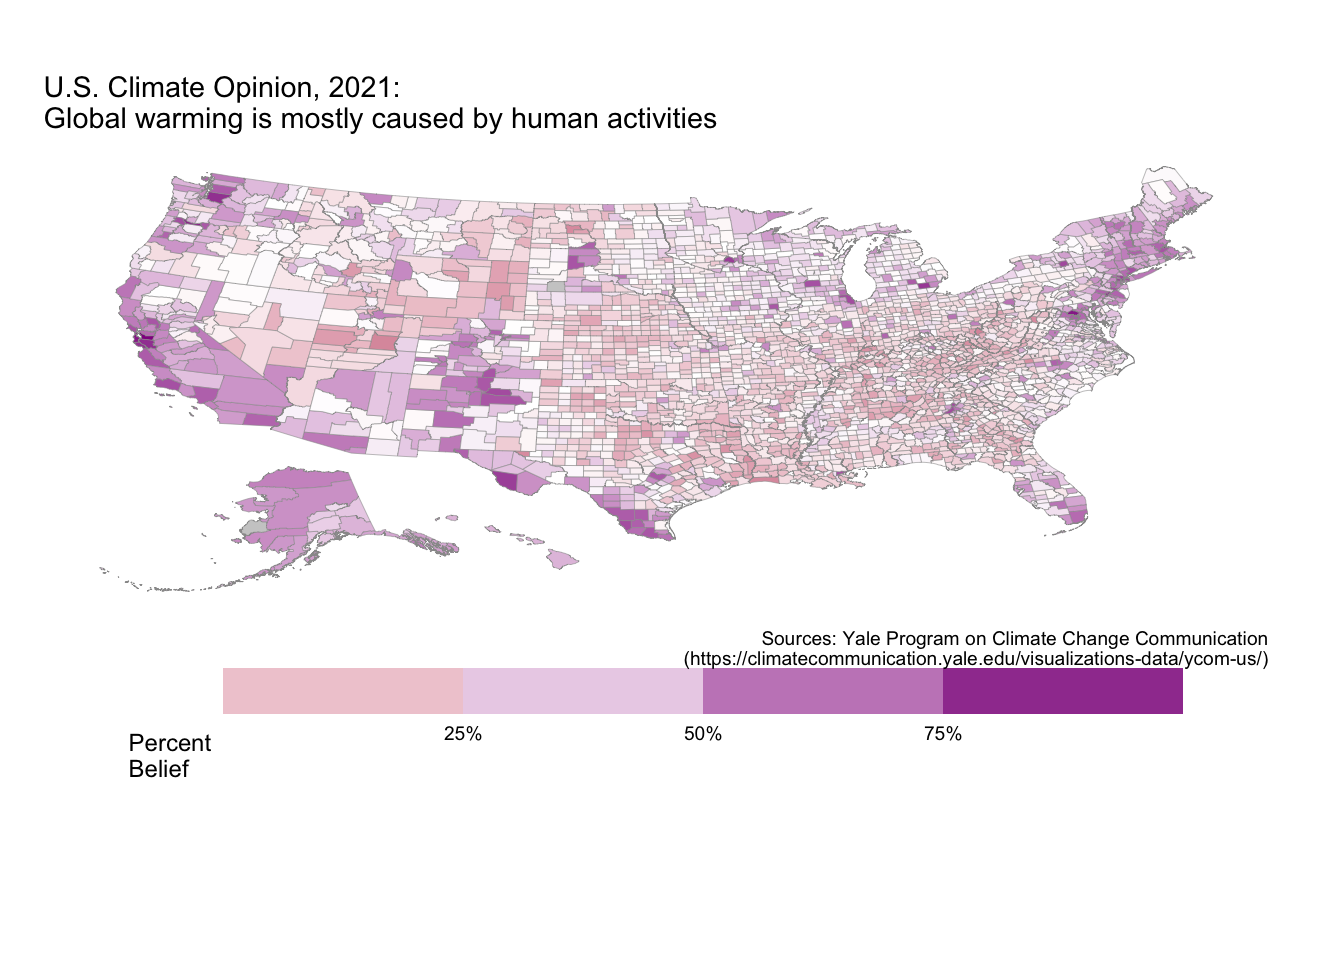 U.S. Climate Opinion, 2021:
Global warming is mostly caused by human activities
Sources: Yale Program on Climate Change Communication
(https://climatecommunication.yale.edu/visualizations-data/ycom-us/)
25%
50%
75%
Percent
Belief